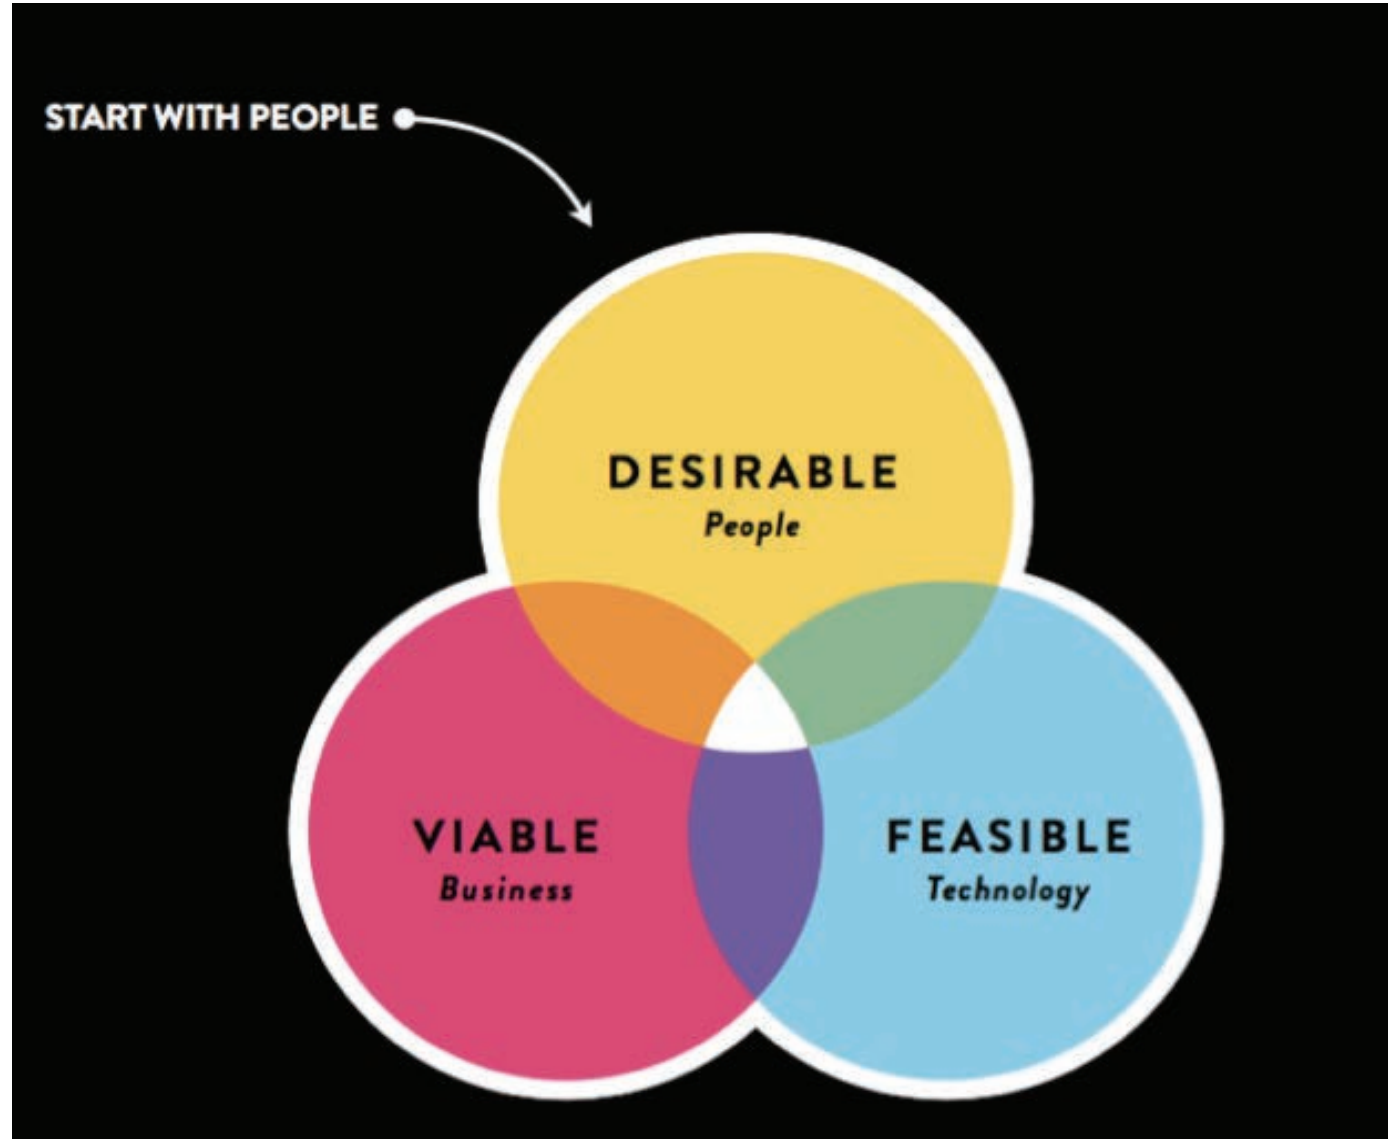 START WITH PEOPLE
DESIRABLE
People
VIABLE
Business
FEASIBLE
Technology